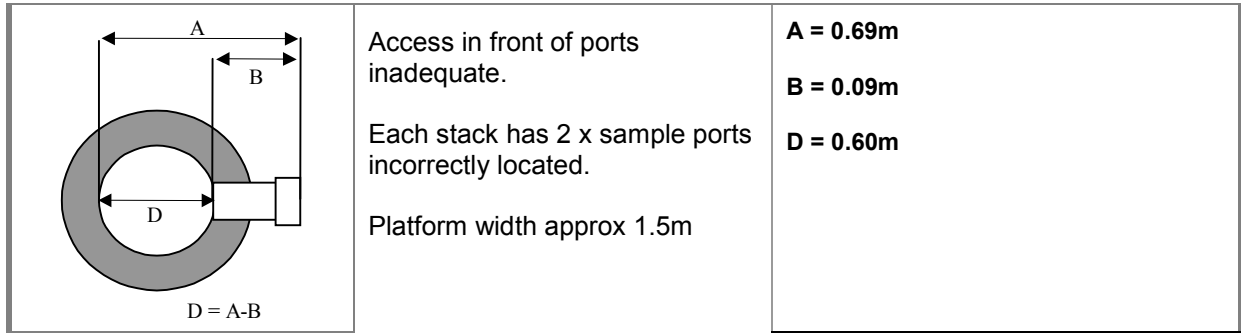 A
B
D
D = A-B
Access in front of ports
inadequate.
Each stack has 2 x sample ports
incorrectly located.
Platform width approx 1.5m
A = 0.69m
B = 0.09m
D = 0.60m